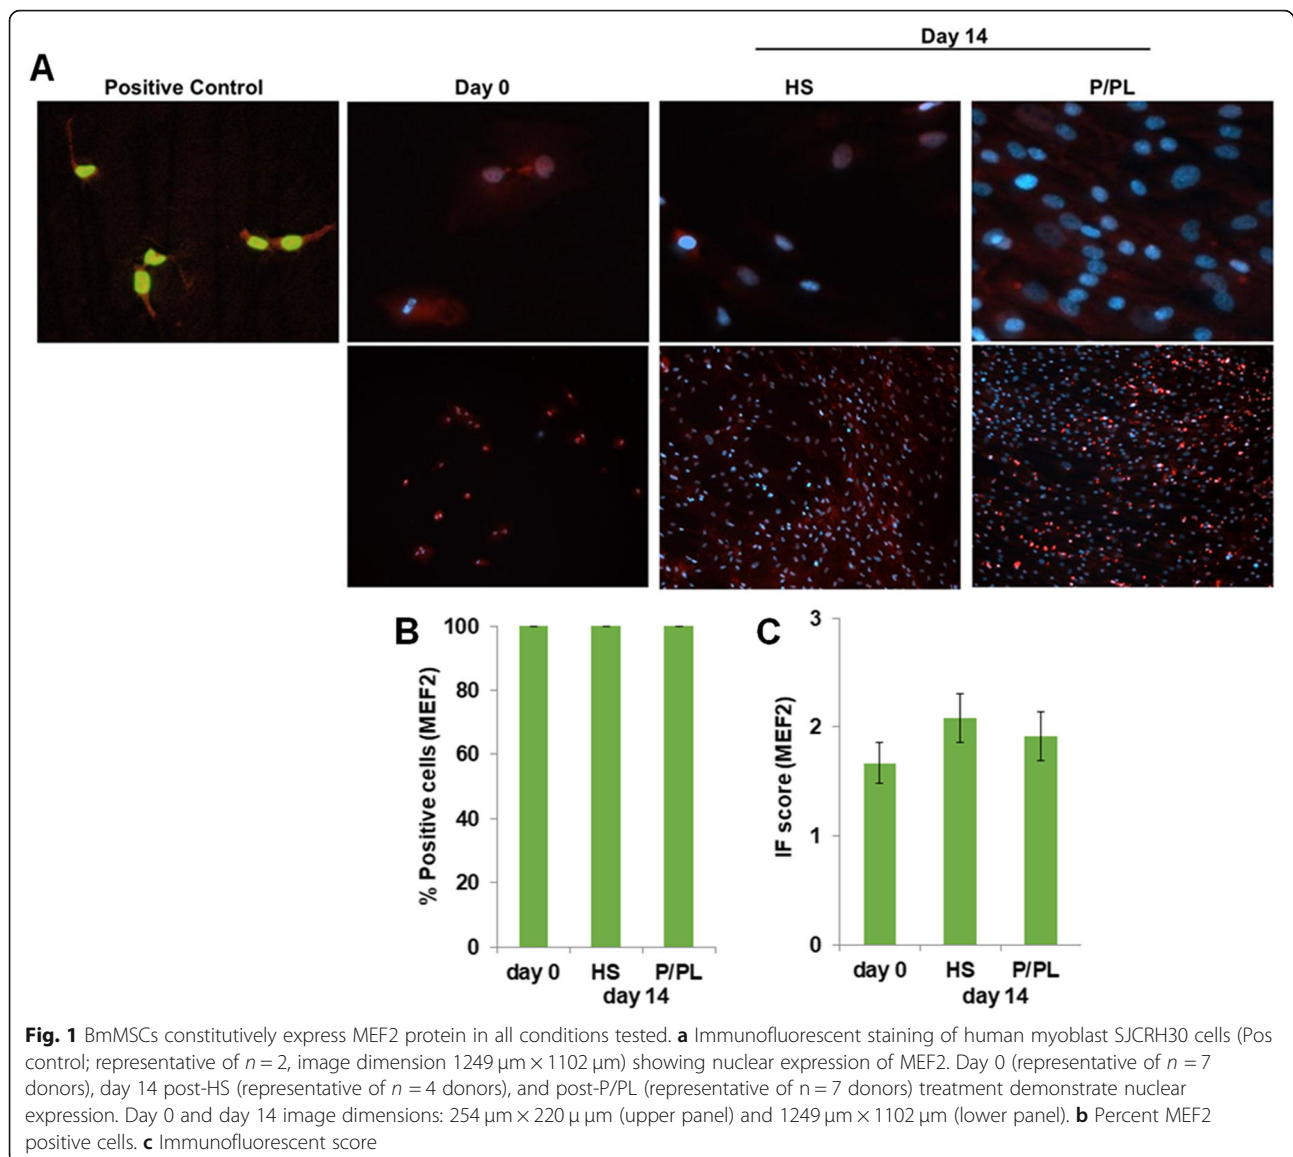 Day 14
A
Positive Control Day 0 HS P/PL
B
% Positive cells (MEF2)
100
80
60
40
20
0
day 0 HS P/PL
day 14
C
IF score (MEF2)
3
2
1
0
day 0 HS P/PL
day 14
Fig. 1 BmMSCs constitutively express MEF2 protein in all conditions tested. a Immunofluorescent staining of human myoblast SJCRH30 cells (Pos
control; representative of n = 2, image dimension 1249 μm × 1102 μm) showing nuclear expression of MEF2. Day 0 (representative of n = 7
donors), day 14 post-HS (representative of n = 4 donors), and post-P/PL (representative of n = 7 donors) treatment demonstrate nuclear
expression. Day 0 and day 14 image dimensions: 254 μm × 220 μ μm (upper panel) and 1249 μm × 1102 μm (lower panel). b Percent MEF2
positive cells. c Immunofluorescent score